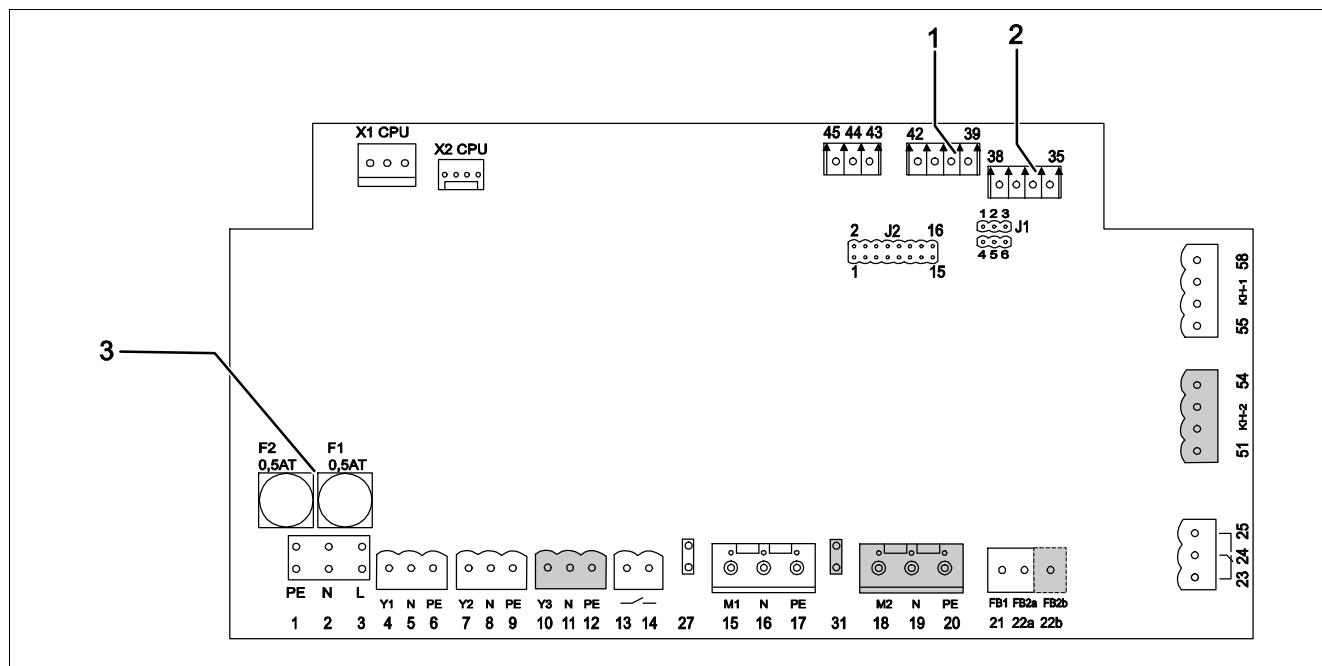 1
2
X1 CPU
X2 CPU
45 44 43
42 39
38 35
1 2 3
J1
4 5 6
2 J2 16
1 15
58
KH-1
55
3
54
KH-2
51
F2
0,5AT
F1
0,5AT
25
24
23
PE N L
Y1 N PE
Y2 N PE
Y3 N PE
M1 N PE
M2 N PE
FB1 FB2a FB2b
1 2 3 4 5 6 7 8 9 10 11 12 13 14 27 15 16 17 31 18 19 20 21 22a 22b